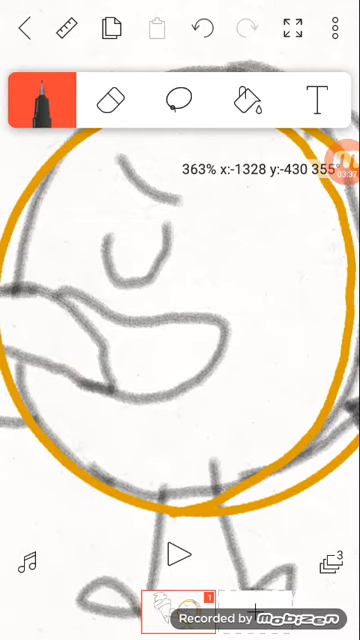 T
363% x:-1328 y:-430 355
03:37
3
1
Recorded by Mobizen